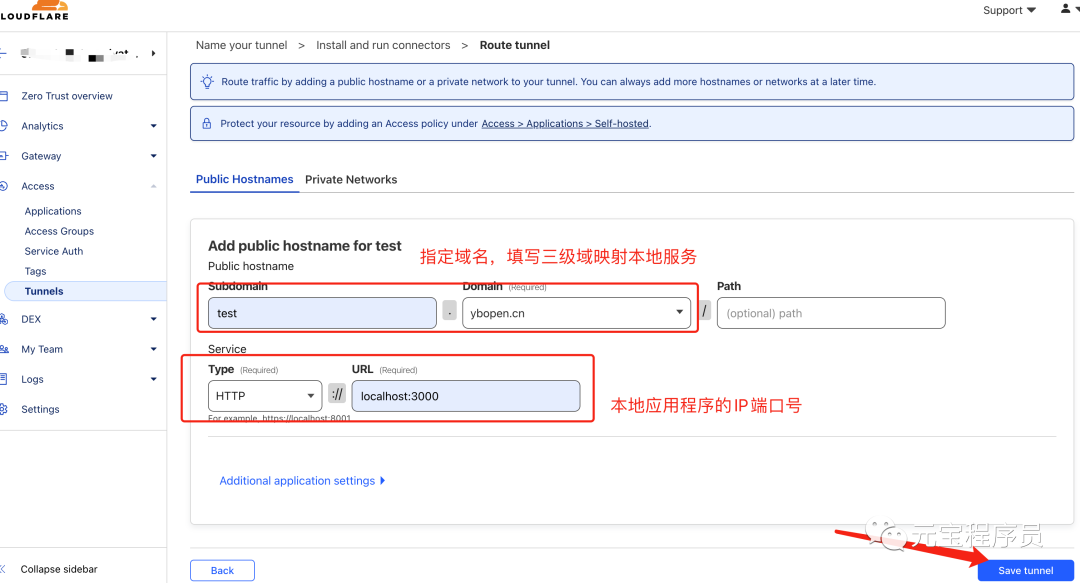 LOUDFLARE
Support
Name your tunnel > Install and run connectors > Route tunnel
Route traffic by adding a public hostname or a private network to your tunnel. You can always add more hostnames or networks at a later time.
Protect your resource by adding an Access policy under Access > Applications > Self-hosted.
Zero Trust overview
Analytics
Gateway
Access
Applications
Access Groups
Service Auth
Tags
Tunnels
DEX
My Team
Logs
Settings
Collapse sidebar
Public Hostnames Private Networks
Add public hostname for test
指定域名，填写三级域映射本地服务
Public hostname
Subdomain Domain (Required) Path
test . ybopen.cn / (optional) path
Service
Type (Required) URL (Required)
HTTP :// localhost:3000
本地应用程序的IP端口号
For example, https://localhost:8001
Additional application settings
元宝程序员
Back Save tunnel